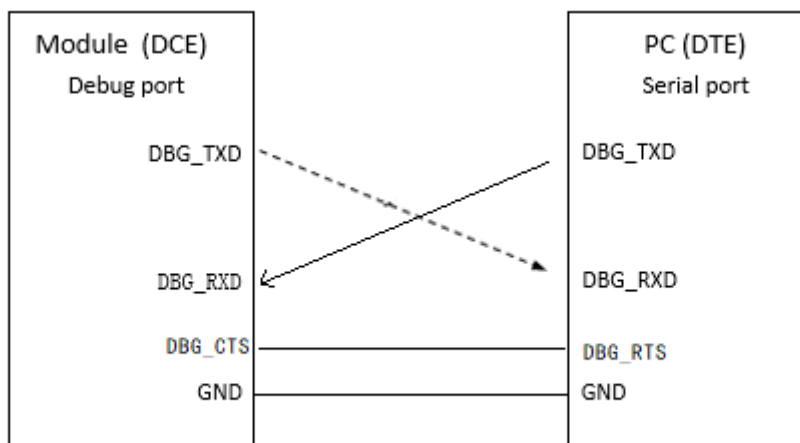 Module (DCE)
Debug port
DBG_TXD
DBG_RXD
DBG_CTS
GND
PC (DTE)
Serial port
DBG_TXD
DBG_RXD
DBG_RTS
GND